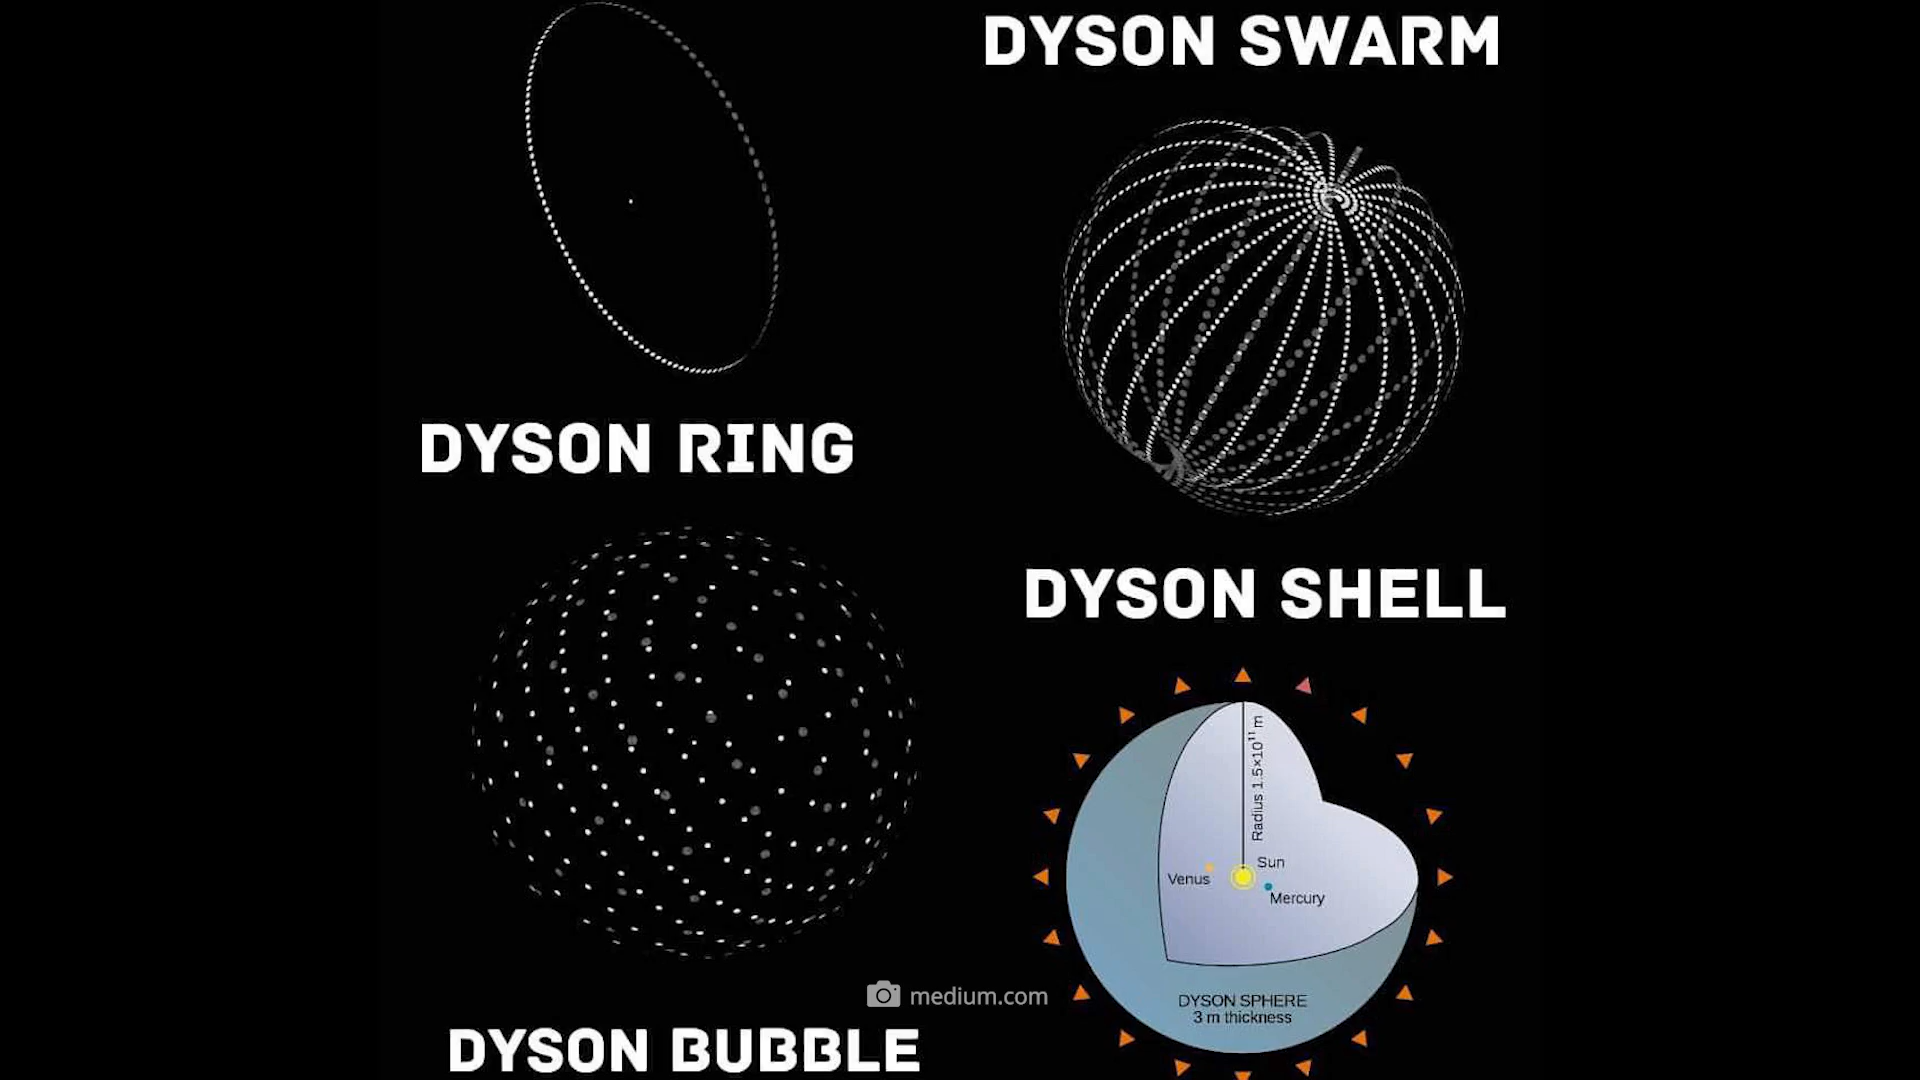 DYSON SWARM
DYSON RING
DYSON SHELL
Radius 1.5×10¹¹ m
Sun
Venus
Mercury
DYSON SPHERE
3 m thickness
medium.com
DYSON BUBBLE